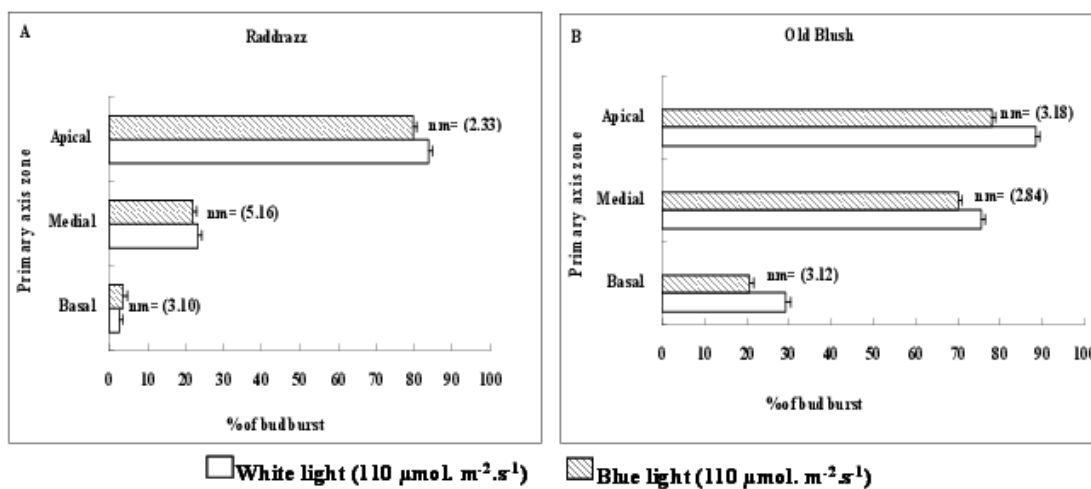 A
Raddrazz
Primary axis zone
Apical
nm= (2.33)
Medial
nm= (5.16)
Basal
nm= (3.10)
0 10 20 30 40 50 60 70 80 90 100
% of bud burst
B
Old Blush
Primary axis zone
Apical
nm= (3.18)
Medial
nm= (2.84)
Basal
nm= (3.12)
0 10 20 30 40 50 60 70 80 90 100
% of bud burst
White light (110 µmol. m⁻².s⁻¹) Blue light (110 µmol. m⁻².s⁻¹)